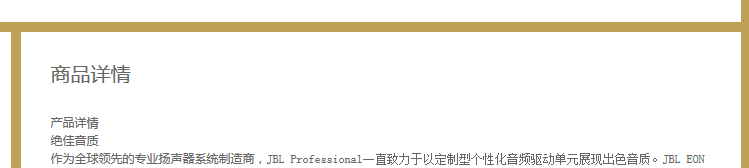 商品详情
产品详情
绝佳音质
作为全球领先的专业扬声器系统制造商，JBL Professional一直致力于以定制型个性化音频驱动单元展现出色音质。JBL EON